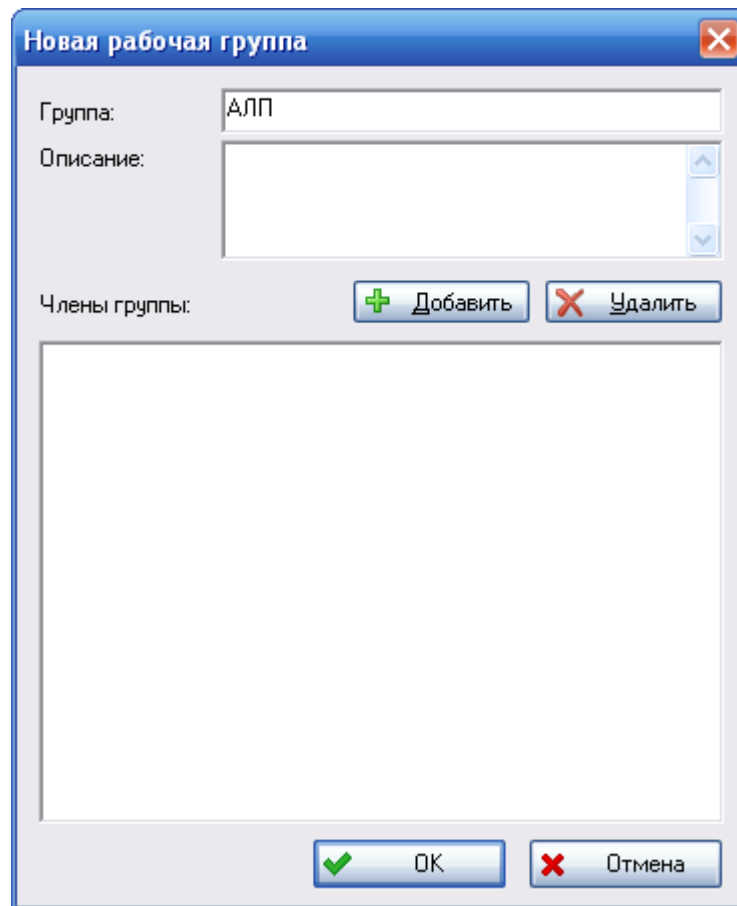 Новая рабочая группа
Группа:
АЛП
Описание:
Члены группы:
Добавить
Удалить
OK
Отмена